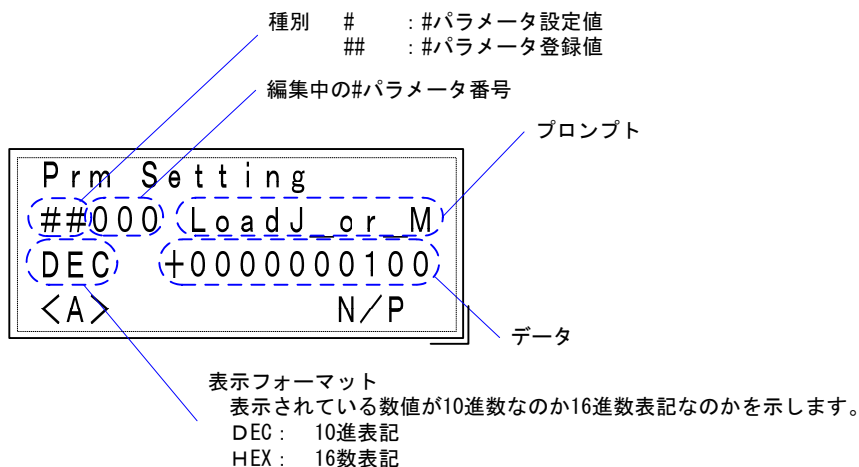 種別 # ：#パラメータ設定値
## ：#パラメータ登録値
編集中の#パラメータ番号
プロンプト
Prm Setting
##000 LoadJ_or_M
DEC +0000000100
<A> N/P
データ
表示フォーマット
表示されている数値が10進数なのか16進数表記なのかを示します。
DEC： 10進表記
HEX： 16数表記